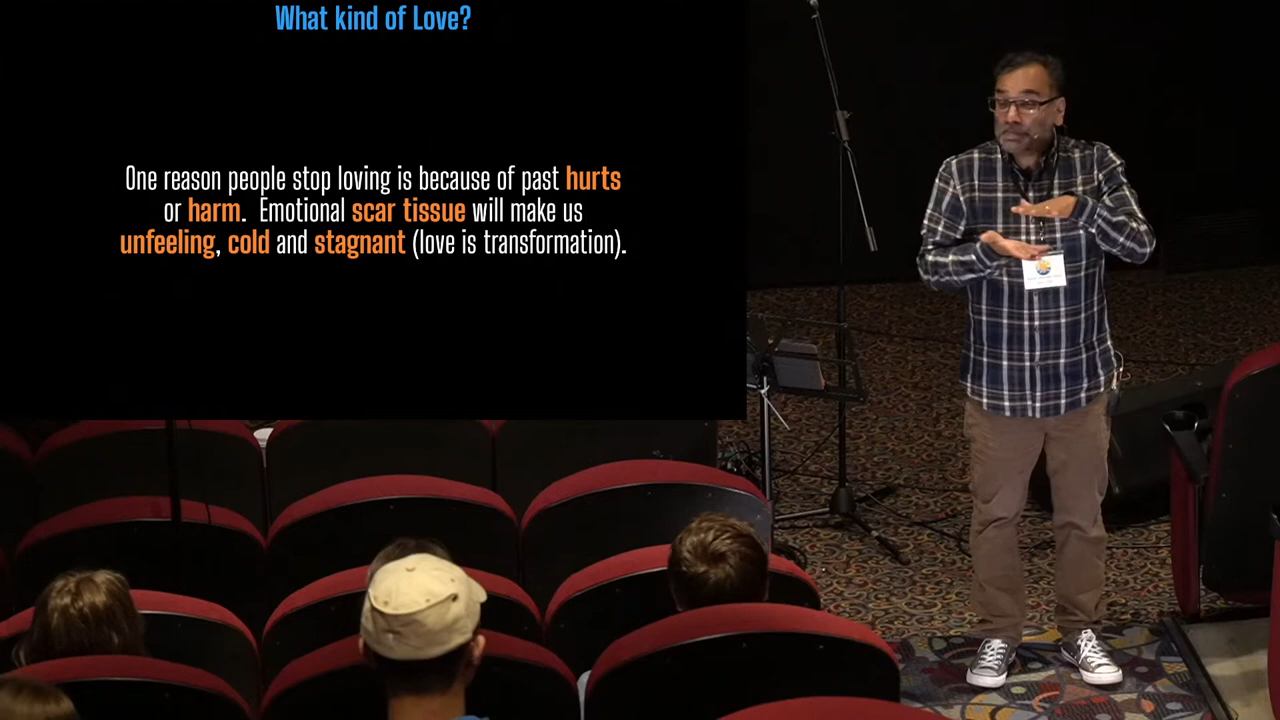 What kind of Love?
One reason people stop loving is because of past hurts
or harm. Emotional scar tissue will make us
unfeeling, cold and stagnant (love is transformation).